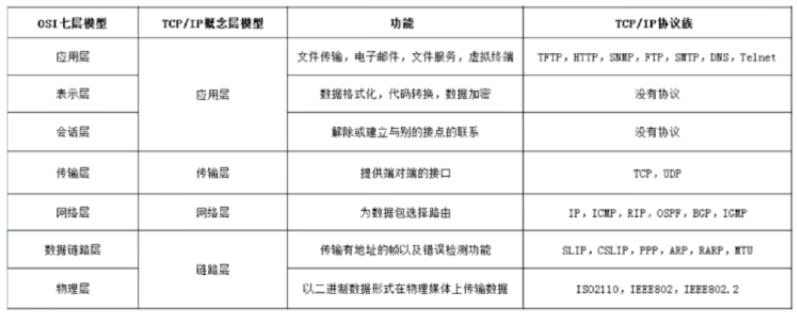 OSI七层模型 TCP/IP概念层模型 功能 TCP/IP协议族
应用层 文件传输，电子邮件，文件服务，虚拟终端 TFTP，HTTP，SNMP，FTP，SMTP，DNS，Telnet
表示层 应用层 数据格式化，代码转换，数据加密 没有协议
会话层 解除或建立与别的接点的联系 没有协议
传输层 传输层 提供端对端的接口 TCP，UDP
网络层 网络层 为数据包选择路由 IP，ICMP，RIP，OSPF，BGP，IGMP
数据链路层 传输有地址的帧以及错误检测功能 SLIP，CSLIP，PPP，ARP，RARP，MTU
链路层
物理层 以二进制数据形式在物理媒体上传输数据 ISO2110，IEEE802，IEEE802.2